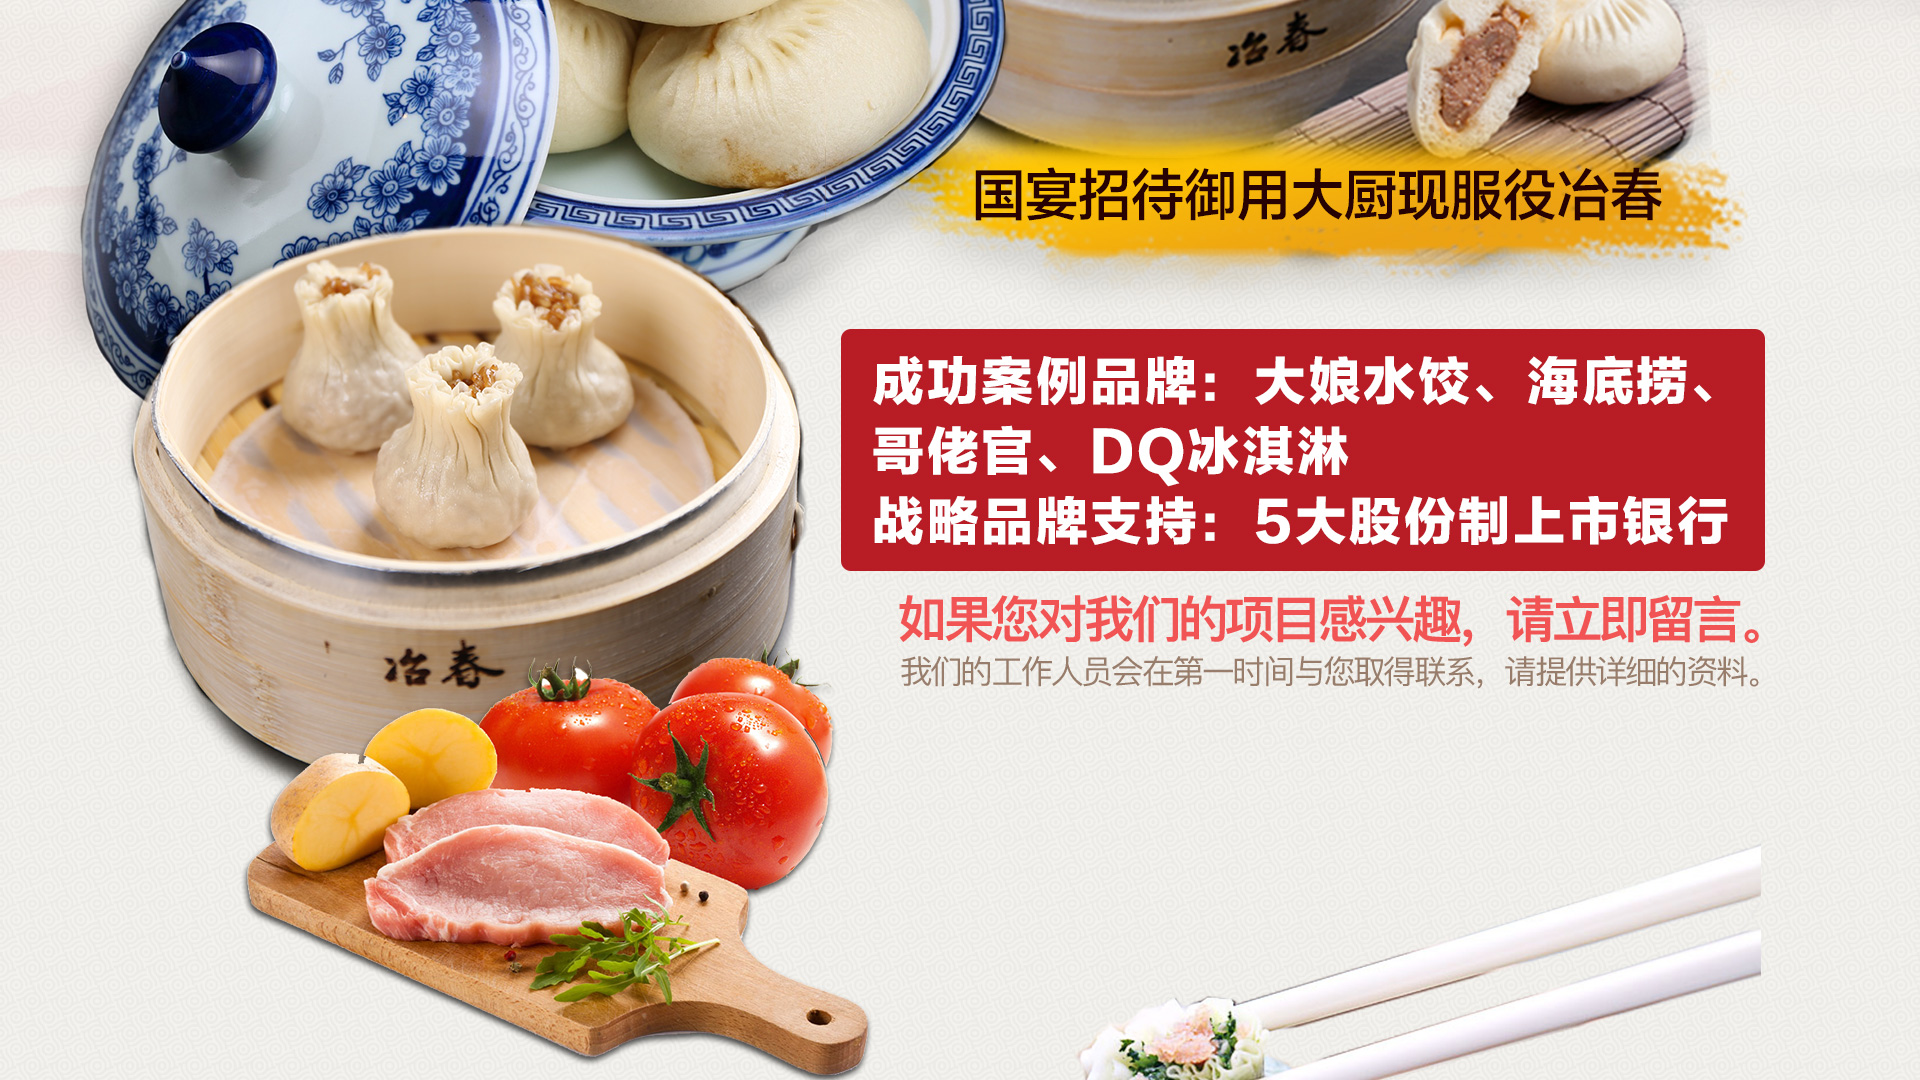 冶春
国宴招待御用大厨现服役冶春
成功案例品牌：大娘水饺、海底捞、
哥佬官、DQ冰淇淋
战略品牌支持：5大股份制上市银行
如果您对我们的项目感兴趣，请立即留言。
我们的工作人员会在第一时间与您取得联系，请提供详细的资料。
冶春